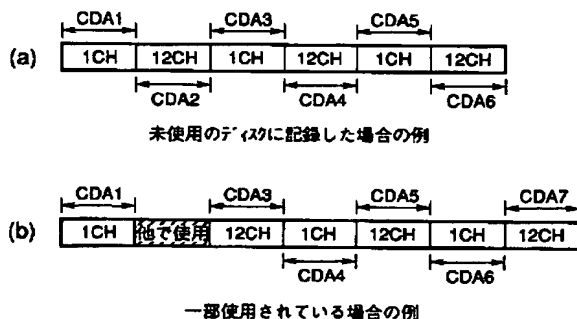 CDA1 CDA3 CDA5
(a) 1CH 12CH 1CH 12CH 1CH 12CH
CDA2 CDA4 CDA6
未使用のディスクに記録した場合の例
CDA1 CDA3 CDA5 CDA7
(b) 1CH 他で使用 12CH 1CH 12CH 1CH 12CH
CDA4 CDA6
一部使用されている場合の例